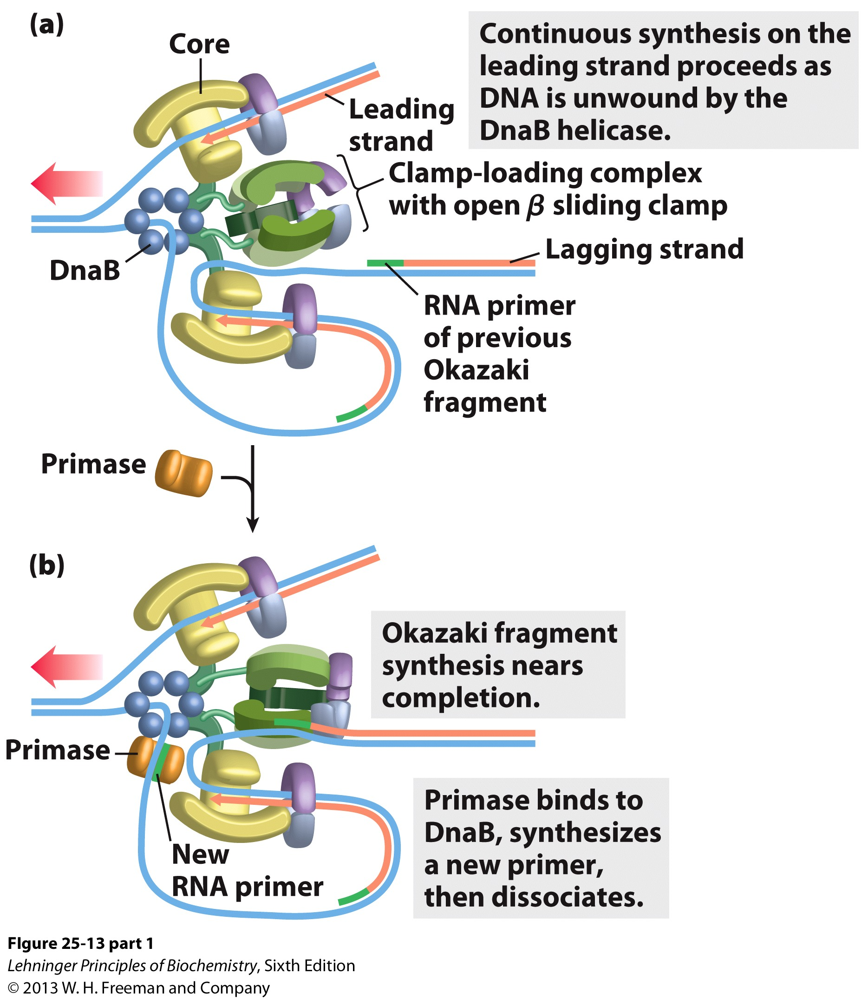 (a)
Core
Continuous synthesis on the
leading strand proceeds as
DNA is unwound by the
DnaB helicase.
Leading
strand
Clamp-loading complex
with open β sliding clamp
Lagging strand
DnaB
RNA primer
of previous
Okazaki
fragment
Primase
(b)
Okazaki fragment
synthesis nears
completion.
Primase
Primase binds to
DnaB, synthesizes
a new primer,
then dissociates.
New
RNA primer
FIgure 25-13 part 1
Lehninger Principles of Biochemistry, Sixth Edition
© 2013 W. H. Freeman and Company